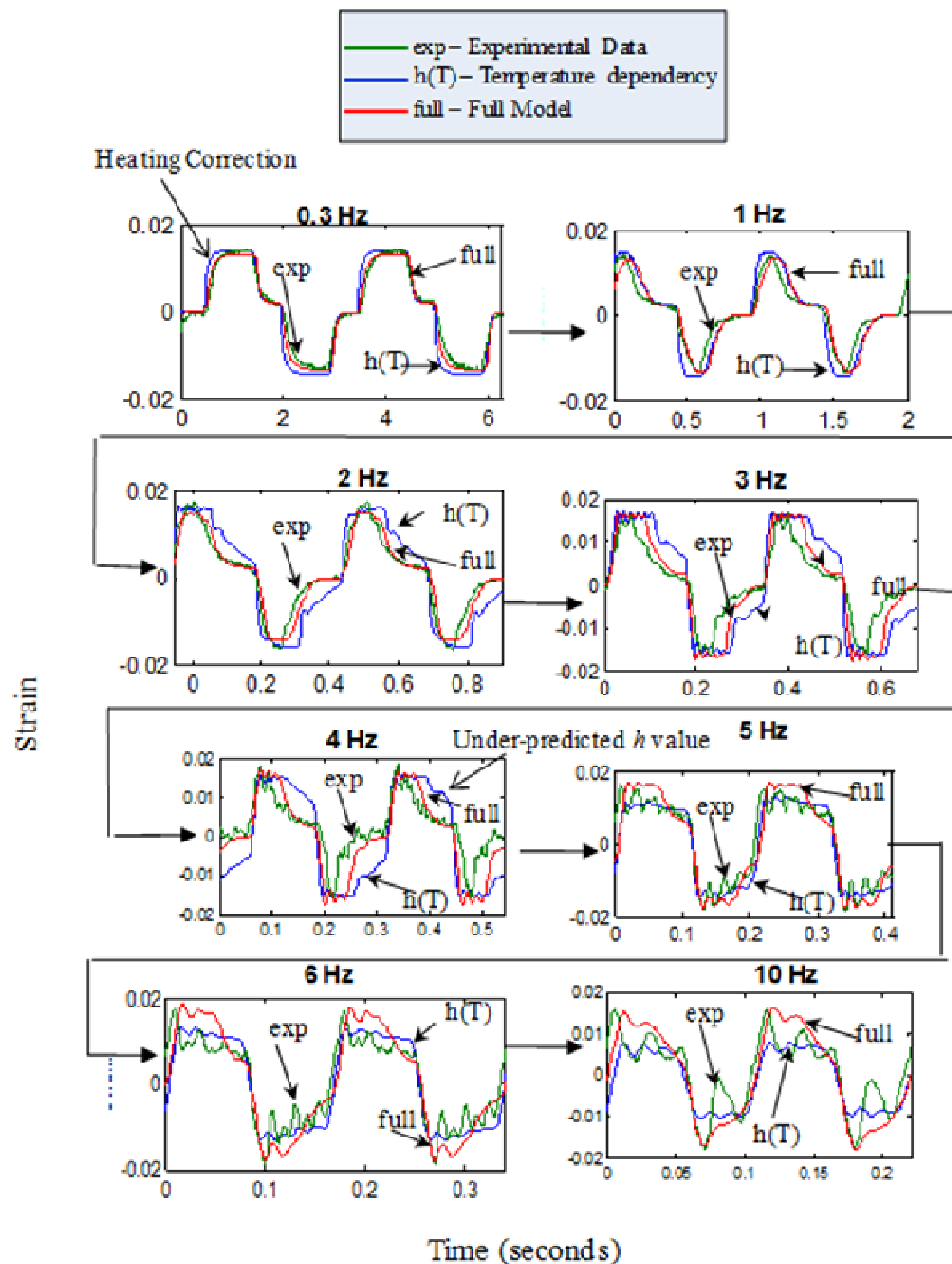 exp – Experimental Data
h(T) – Temperature dependency
full – Full Model
Heating Correction
0.3 Hz
0.02
0
-0.02
0
2
4
6
exp
full
h(T)
1 Hz
0.02
0
-0.02
0
0.5
1
1.5
2
exp
full
h(T)
2 Hz
0.02
0
-0.02
0
0.2
0.4
0.6
0.8
exp
h(T)
full
3 Hz
0.02
0.01
0
-0.01
-0.02
0
0.2
0.4
0.6
exp
full
h(T)
Strain
4 Hz
0.02
0.01
0
-0.01
-0.02
0
0.1
0.2
0.3
0.4
0.5
exp
Under-predicted h value
full
h(T)
5 Hz
0.02
0
-0.02
0
0.1
0.2
0.3
0.4
exp
full
h(T)
6 Hz
0.02
0
-0.02
0
0.1
0.2
0.3
exp
h(T)
full
10 Hz
0.02
0.01
0
-0.01
-0.02
0
0.05
0.1
0.15
0.2
exp
full
h(T)
Time (seconds)